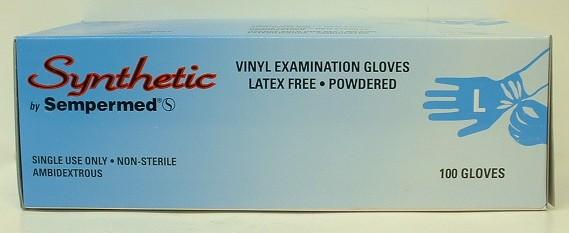 Synthetic
by Sempermed® S
VINYL EXAMINATION GLOVES
LATEX FREE • POWDERED
L
SINGLE USE ONLY • NON-STERILE
AMBIDEXTROUS
100 GLOVES